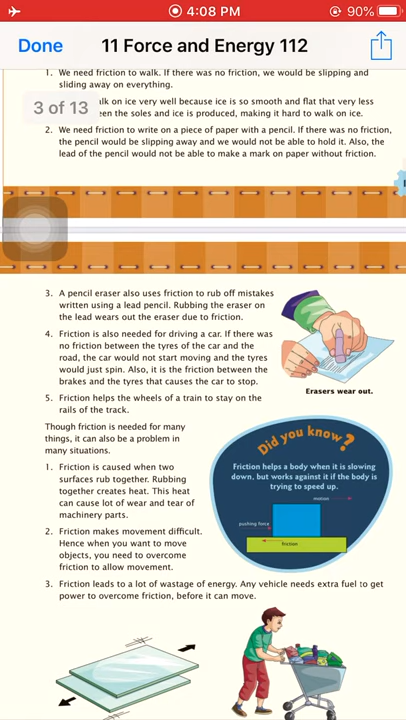 4:08 PM
90%
Done
11 Force and Energy 112
1. We need friction to walk. If there was no friction, we would be slipping and
sliding away on everything.
3 of 13
alk on ice very well because ice is so smooth and flat that very less
een the soles and ice is produced, making it hard to walk on ice.
2. We need friction to write on a piece of paper with a pencil. If there was no friction,
the pencil would be slipping away and we would not be able to hold it. Also, the
lead of the pencil would not be able to make a mark on paper without friction.
3. A pencil eraser also uses friction to rub off mistakes
written using a lead pencil. Rubbing the eraser on
the lead wears out the eraser due to friction.
4. Friction is also needed for driving a car. If there was
no friction between the tyres of the car and the
road, the car would not start moving and the tyres
would just spin. Also, it is the friction between the
brakes and the tyres that causes the car to stop.
Erasers wear out.
5. Friction helps the wheels of a train to stay on the
rails of the track.
Though friction is needed for many
things, it can also be a problem in
many situations.
1. Friction is caused when two
surfaces rub together. Rubbing
together creates heat. This heat
can cause lot of wear and tear of
machinery parts.
2. Friction makes movement difficult.
Hence when you want to move
objects, you need to overcome
friction to allow movement.
Did you know?
Friction helps a body when it is slowing
down, but works against it if the body is
trying to speed up.
motion
pushing force
friction
3. Friction leads to a lot of wastage of energy. Any vehicle needs extra fuel to get
power to overcome friction, before it can move.